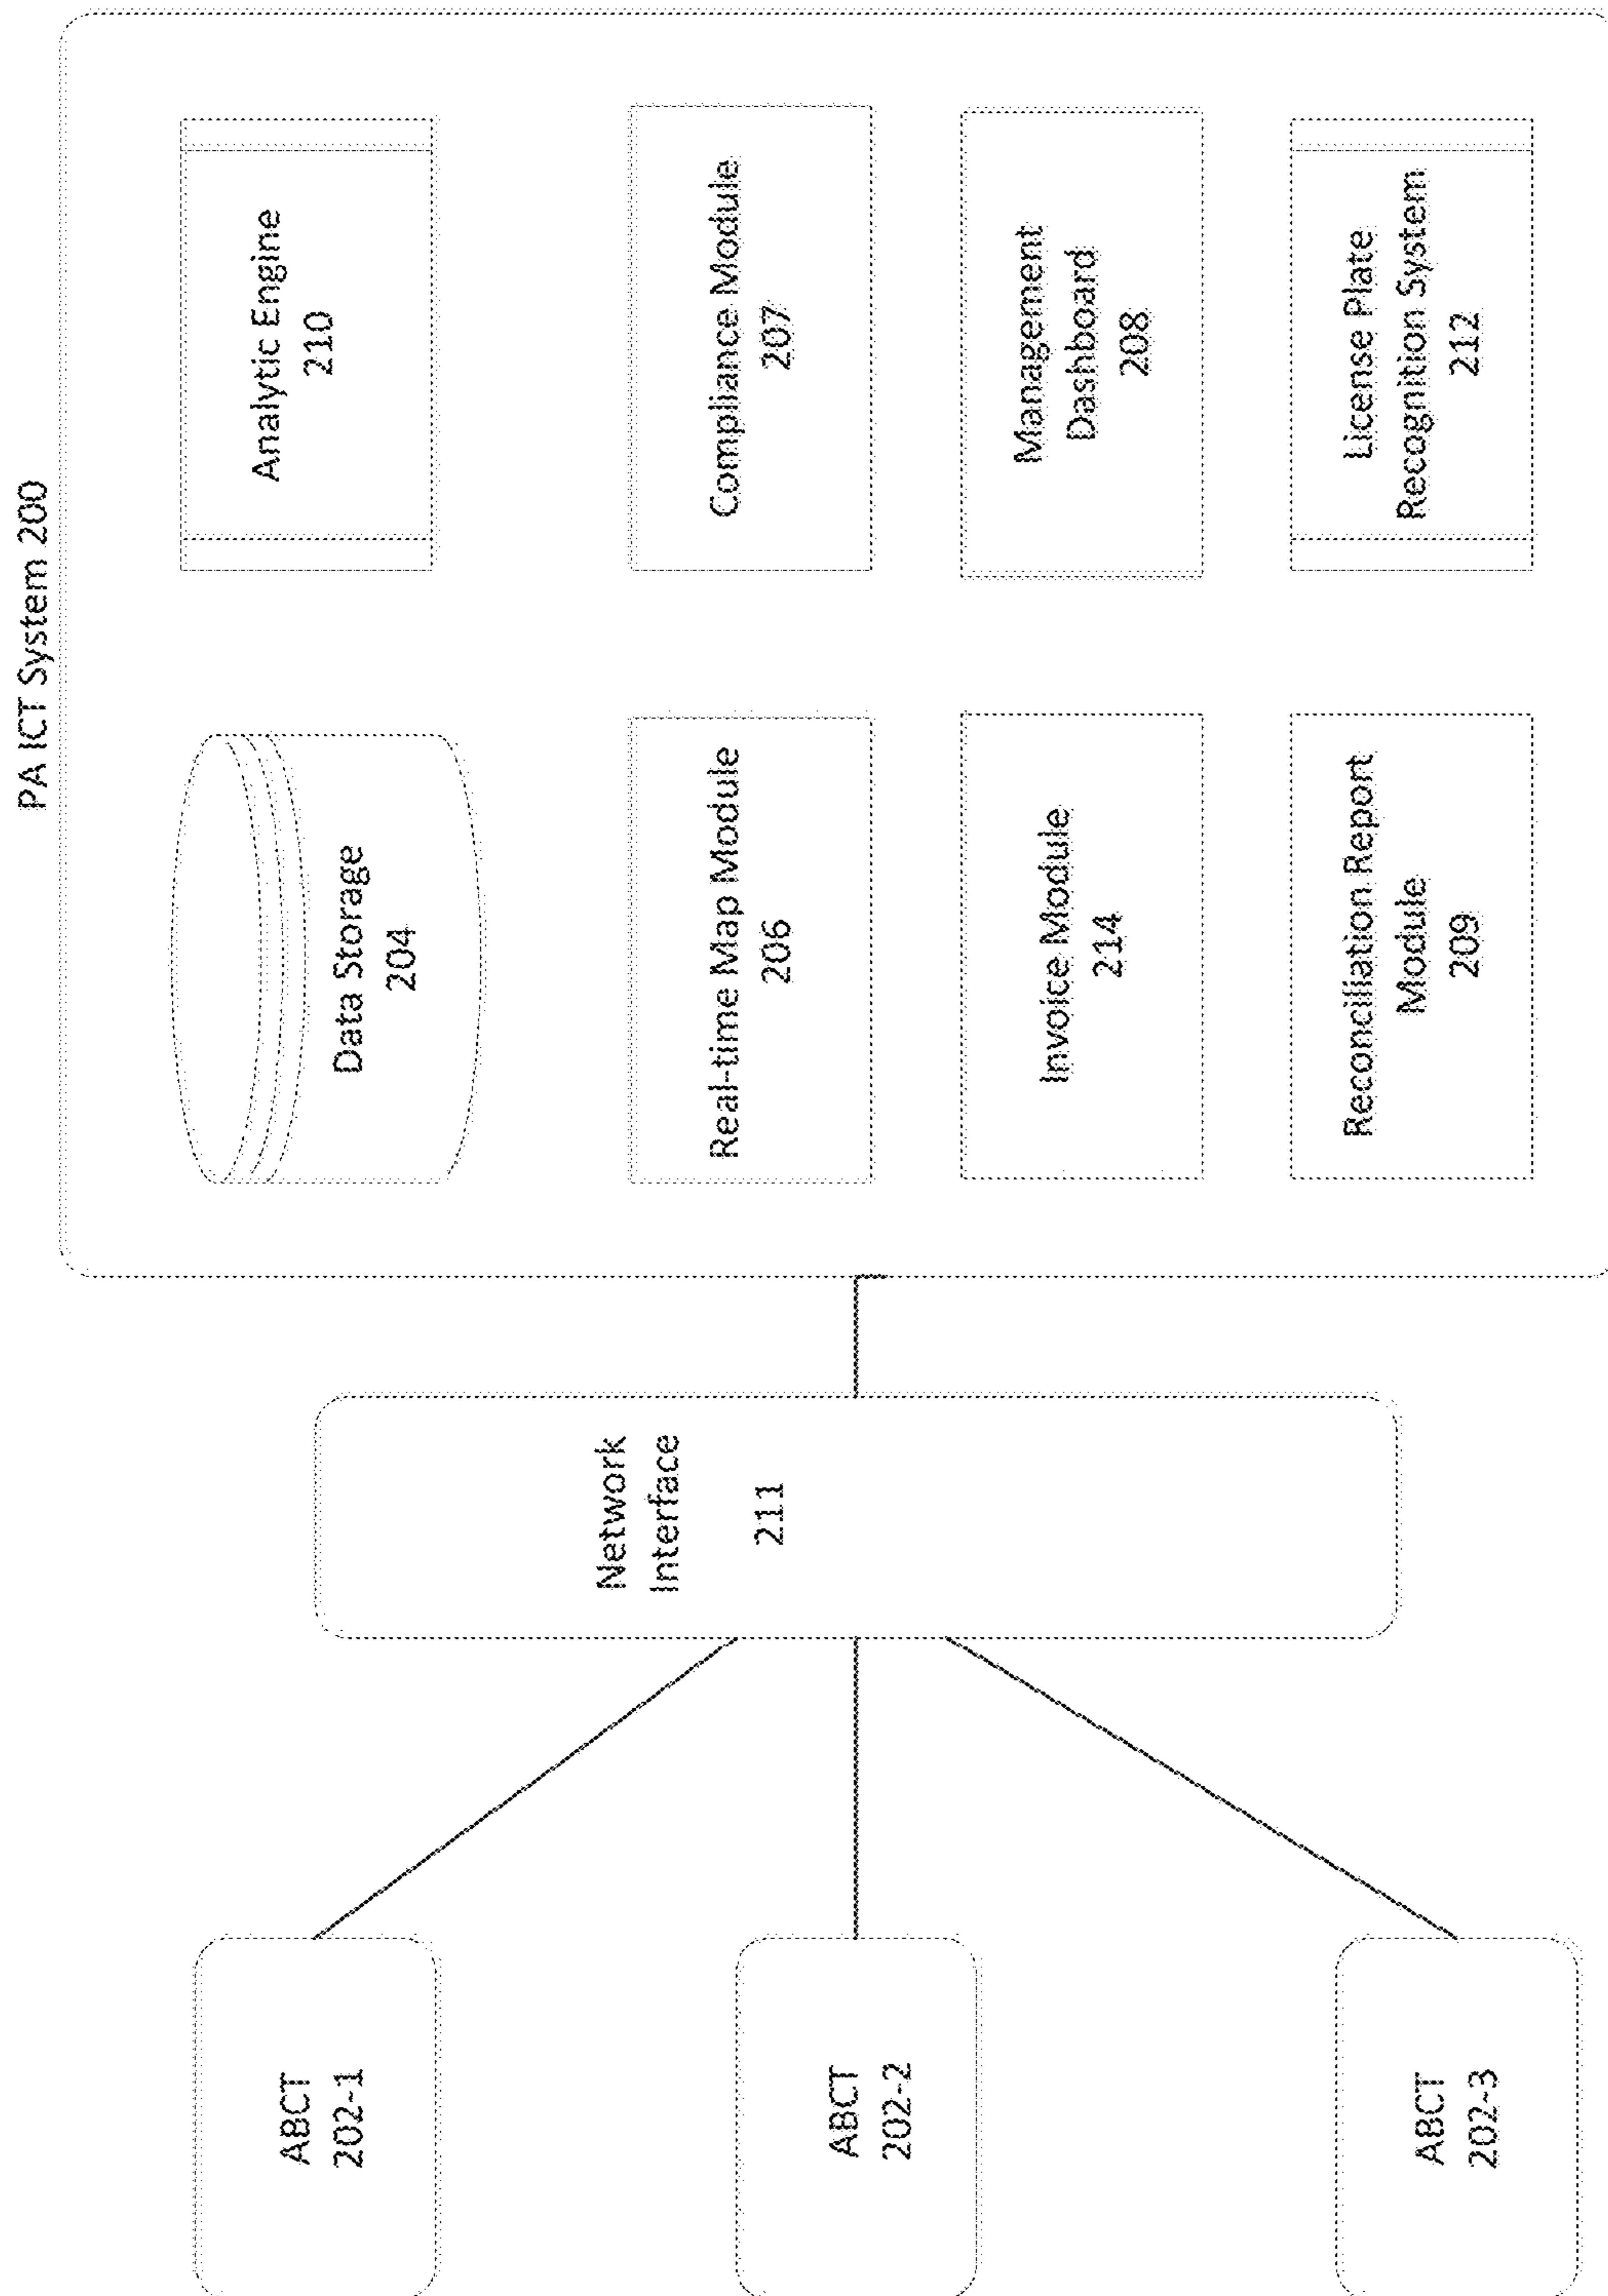 PA ICT System 200
ABCT
202-1
ABCT
202-2
ABCT
202-3
Network
Interface
211
Data Storage
204
Analytic Engine
210
Real-time Map Module
206
Compliance Module
207
Invoice Module
214
Management
Dashboard
208
Reconciliation Report
Module
209
License Plate
Recognition System
212